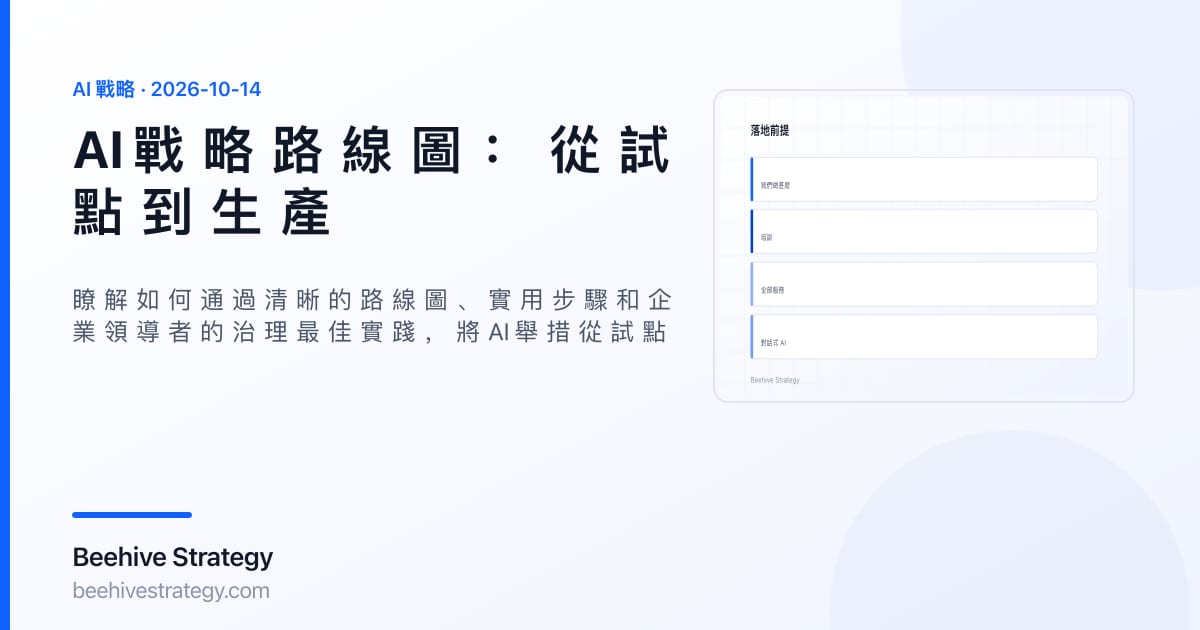 AI 戰略 · 2026-10-14
AI戰略路線圖：從試
點到生產
瞭解如何通過清晰的路線圖、實用步驟和企
業領導者的治理最佳實踐，將AI舉措從試點
Beehive Strategy
beehivestrategy.com
落地前提
我們做甚麼
培訓
全部服務
對話式 AI
Beehive Strategy